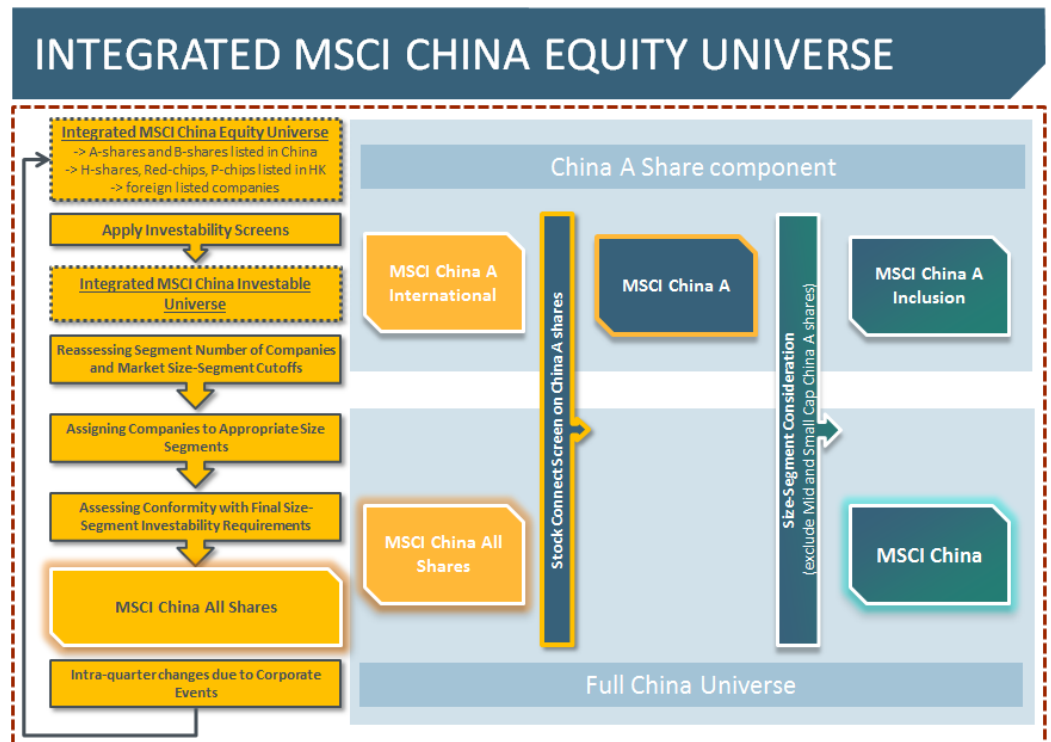 INTEGRATED MSCI CHINA EQUITY UNIVERSE
Integrated MSCI China Equity Universe
-> A-shares and B-shares listed in China
-> H-shares, Red-chips, P-chips listed in HK
-> foreign listed companies
Apply Investability Screens
Integrated MSCI China Investable
Universe
Reassessing Segment Number of Companies
and Market Size-Segment Cutoffs
Assigning Companies to Appropriate Size
Segments
Assessing Conformity with Final Size-
Segment Investability Requirements
MSCI China All Shares
Intra-quarter changes due to Corporate
Events
China A Share component
MSCI China A
International
Stock Connect Screen on China A shares
MSCI China A
Size-Segment Consideration
(exclude Mid and Small Cap China A shares)
MSCI China A
Inclusion
MSCI China All
Shares
MSCI China
Full China Universe